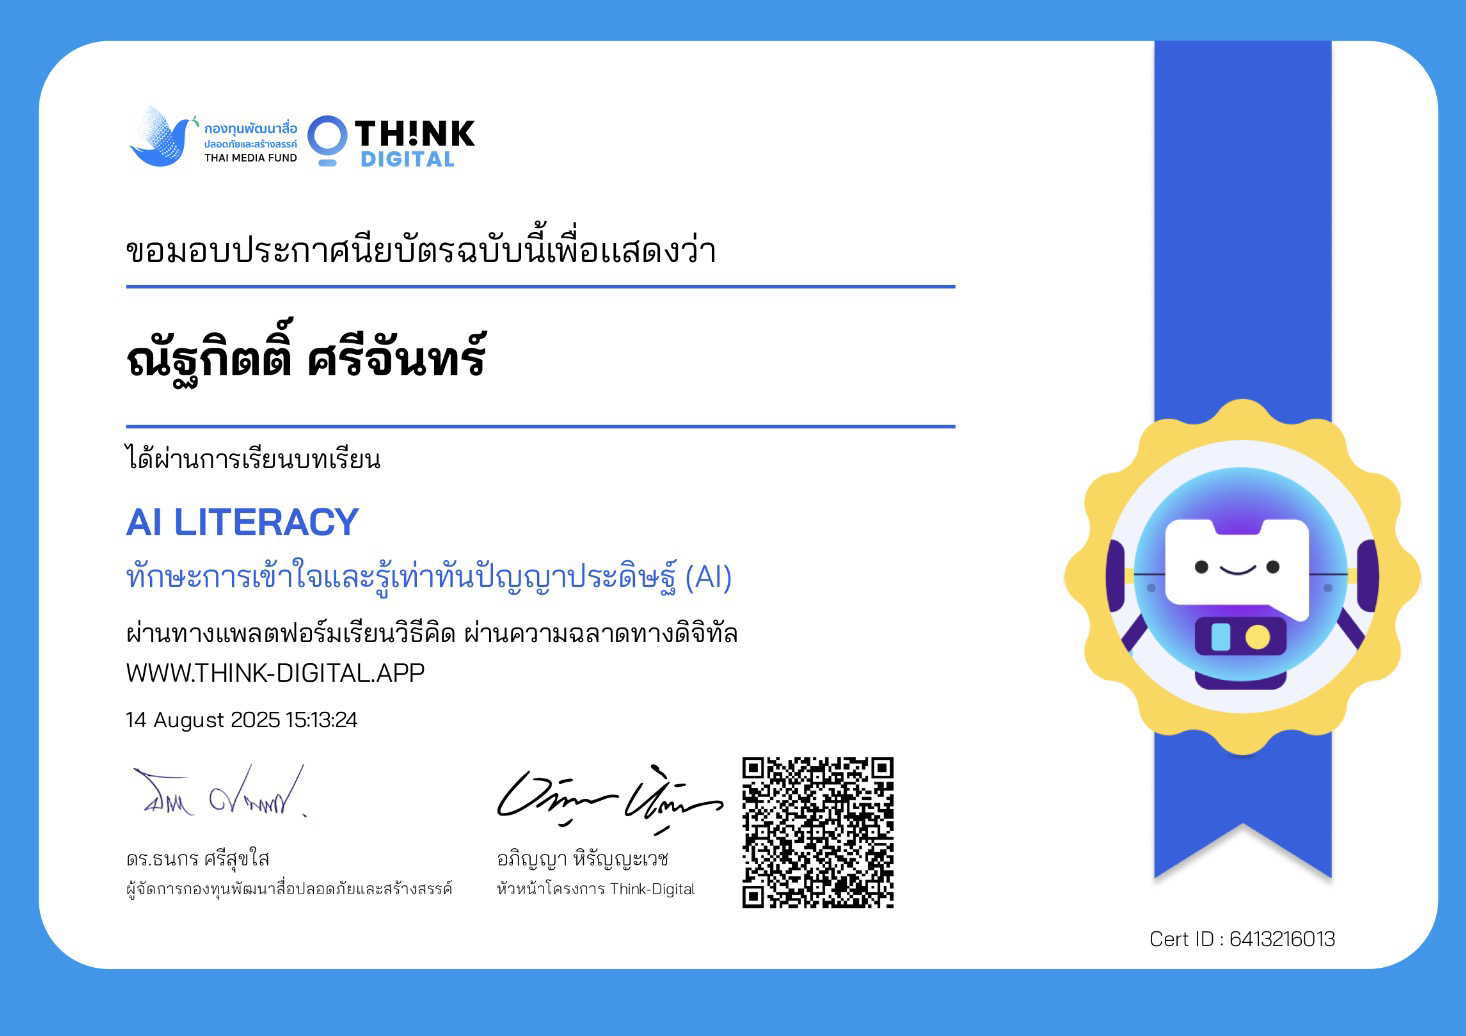 กองทุนพัฒนาสื่อ
ปลอดภัยและสร้างสรรค์
THAI MEDIA FUND
TH!NK
DIGITAL
ขอมอบประกาศนียบัตรฉบับนี้เพื่อแสดงว่า
ณัฐกิตติ์ ศรีจันทร์
ได้ผ่านการเรียนบทเรียน
AI LITERACY
ทักษะการเข้าใจและรู้เท่าทันปัญญาประดิษฐ์ (AI)
ผ่านทางแพลตฟอร์มเรียนวิธีคิด ผ่านความฉลาดทางดิจิทัล
WWW.THINK-DIGITAL.APP
14 August 2025 15:13:24
ดร.ธนกร ศรีสุขใส
ผู้จัดการกองทุนพัฒนาสื่อปลอดภัยและสร้างสรรค์
อภิญญา หิรัญญะเวช
หัวหน้าโครงการ Think-Digital
Cert ID : 6413216013